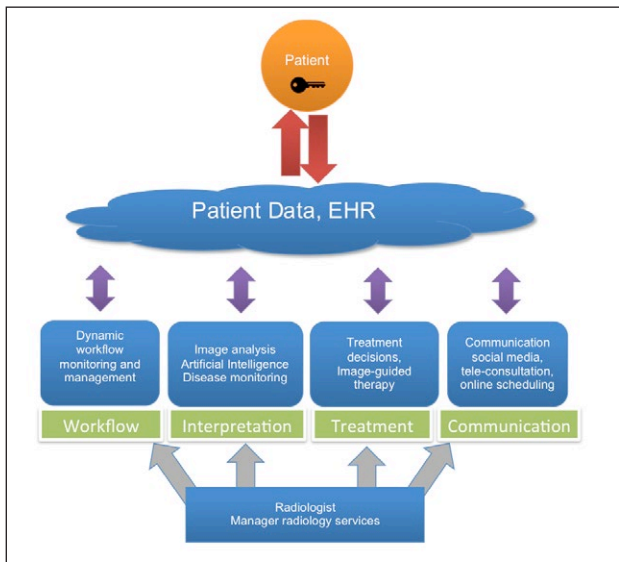 Patient
Patient Data, EHR
Dynamic
workflow
monitoring and
management
Image analysis
Artificial Intelligence
Disease monitoring
Treatment
decisions,
Image-guided
therapy
Communication
social media,
tele-consultation,
online scheduling
Workflow
Interpretation
Treatment
Communication
Radiologist
Manager radiology services